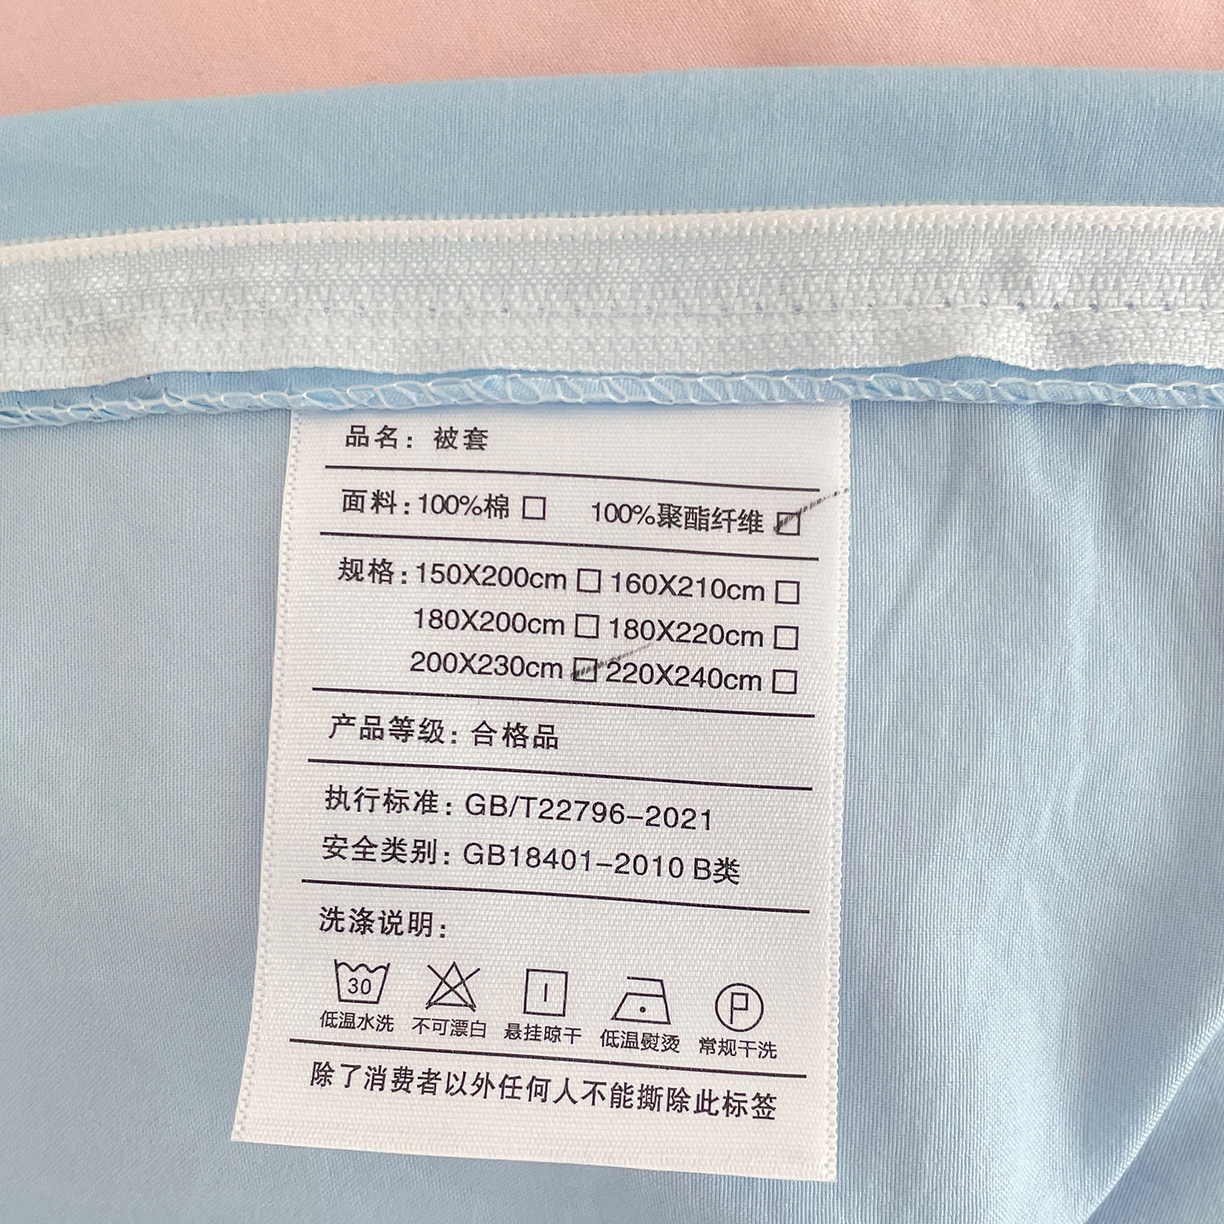 品名：被套
面料：100%棉 □ 100%聚酯纤维 ☑
规格：150X200cm □ 160X210cm □
180X200cm □ 180X220cm □
200X230cm ☑ 220X240cm □
产品等级：合格品
执行标准：GB/T22796-2021
安全类别：GB18401-2010 B类
洗涤说明：
30 P
低温水洗 不可漂白 悬挂晾干 低温熨烫 常规干洗
除了消费者以外任何人不能撕除此标签